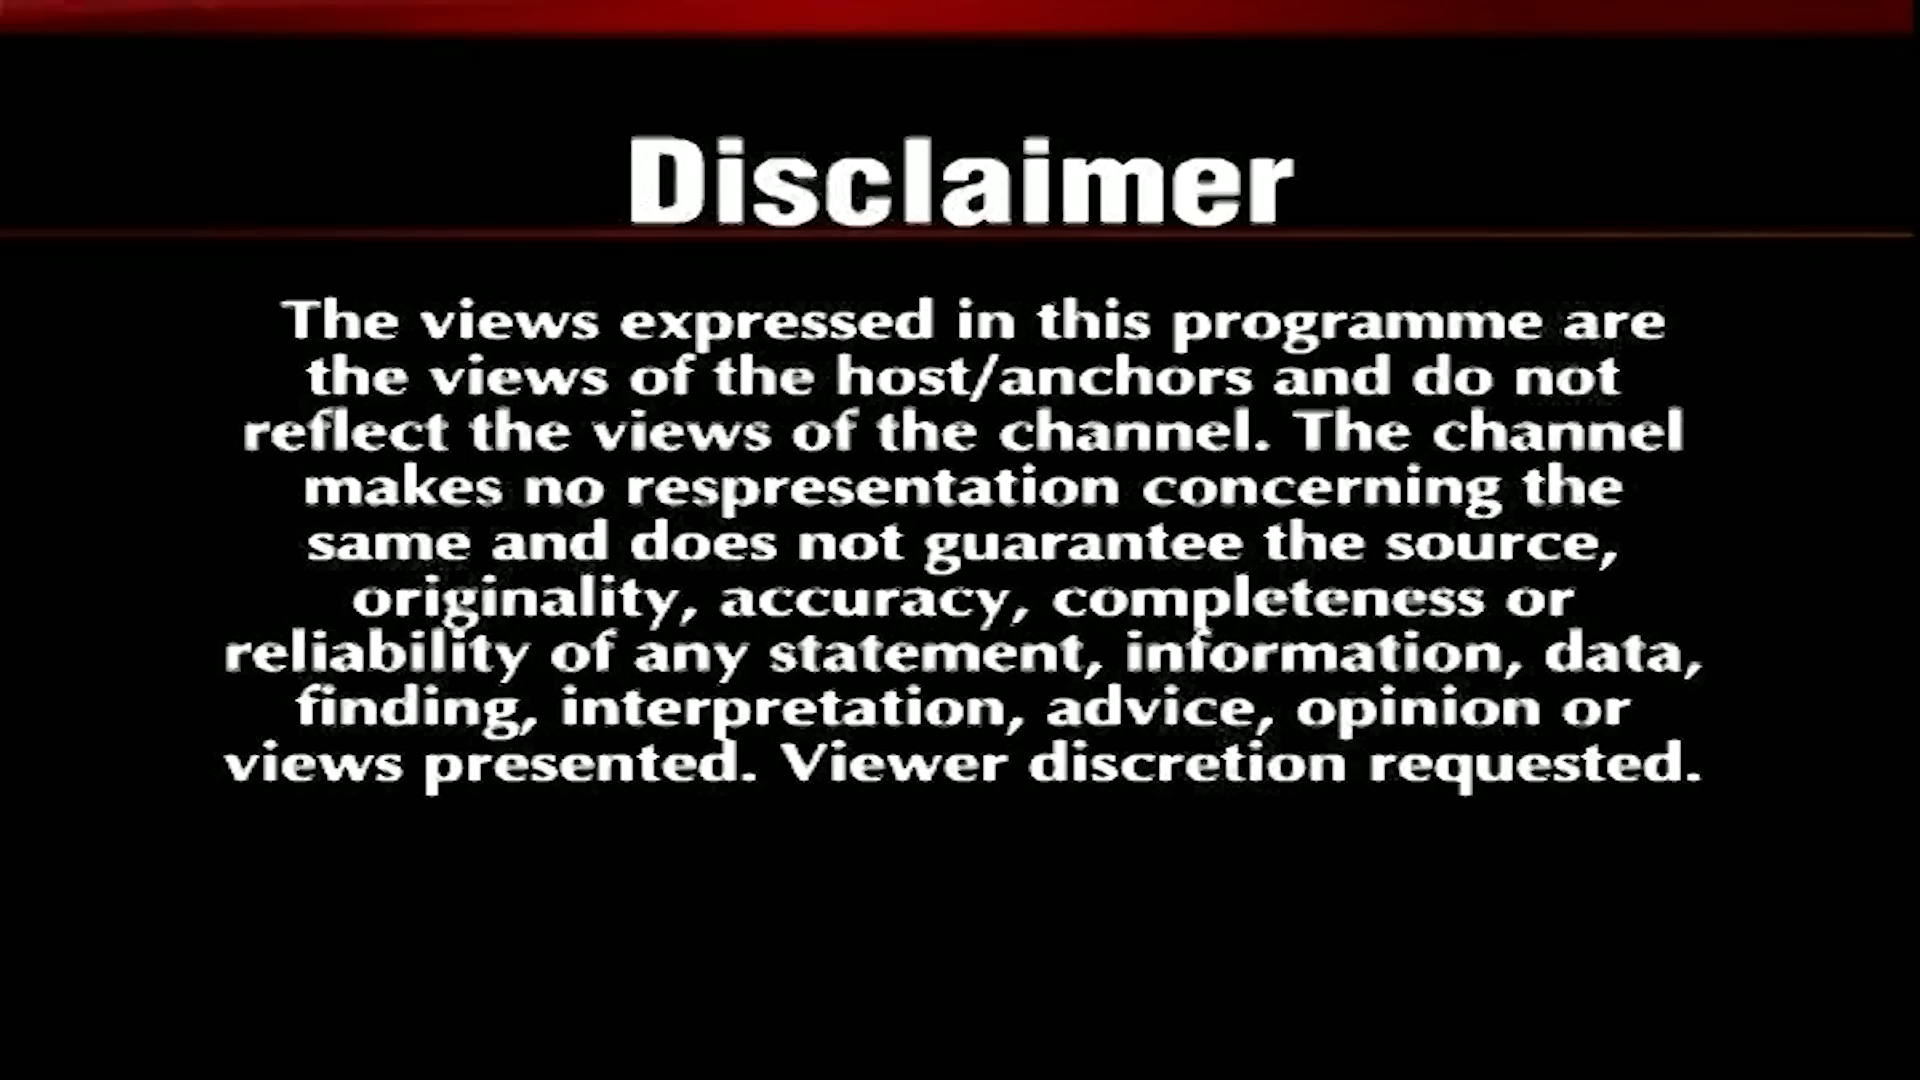 Disclaimer
The views expressed in this programme are
the views of the host/anchors and do not
reflect the views of the channel. The channel
makes no respresentation concerning the
same and does not guarantee the source,
originality, accuracy, completeness or
reliability of any statement, information, data,
finding, interpretation, advice, opinion or
views presented. Viewer discretion requested.